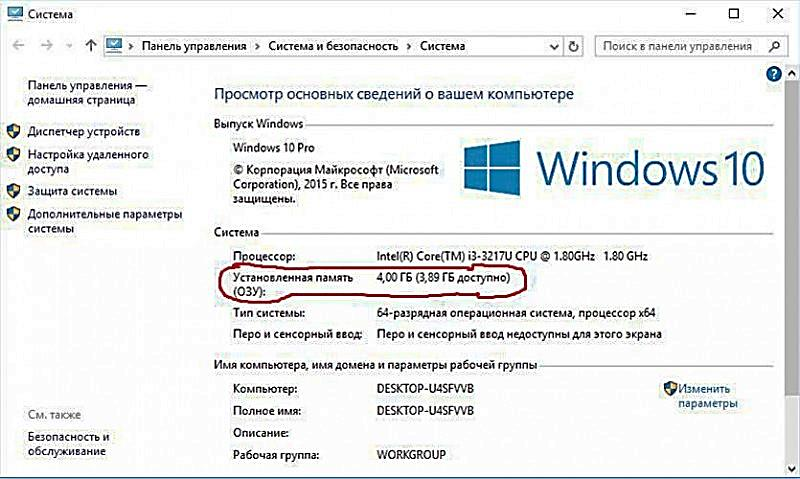 Система
Панель управления > Система и безопасность > Система
Поиск в панели управления
Панель управления —
домашняя страница
Диспетчер устройств
Настройка удаленного
доступа
Защита системы
Дополнительные параметры
системы
См. также
Безопасность и
обслуживание
Просмотр основных сведений о вашем компьютере
Выпуск Windows
Windows 10 Pro
© Корпорация Майкрософт (Microsoft
Corporation), 2015 г. Все права
защищены.
Windows 10
Система
Процессор: Intel(R) Core(TM) i3-3217U CPU @ 1.80GHz 1.80 GHz
Установленная память 4,00 ГБ (3,89 ГБ доступно)
(ОЗУ):
Тип системы: 64-разрядная операционная система, процессор x64
Перо и сенсорный ввод: Перо и сенсорный ввод недоступны для этого экрана
Имя компьютера, имя домена и параметры рабочей группы
Компьютер: DESKTOP-U4SFVVB
Изменить
параметры
Полное имя: DESKTOP-U4SFVVB
Описание:
Рабочая группа: WORKGROUP